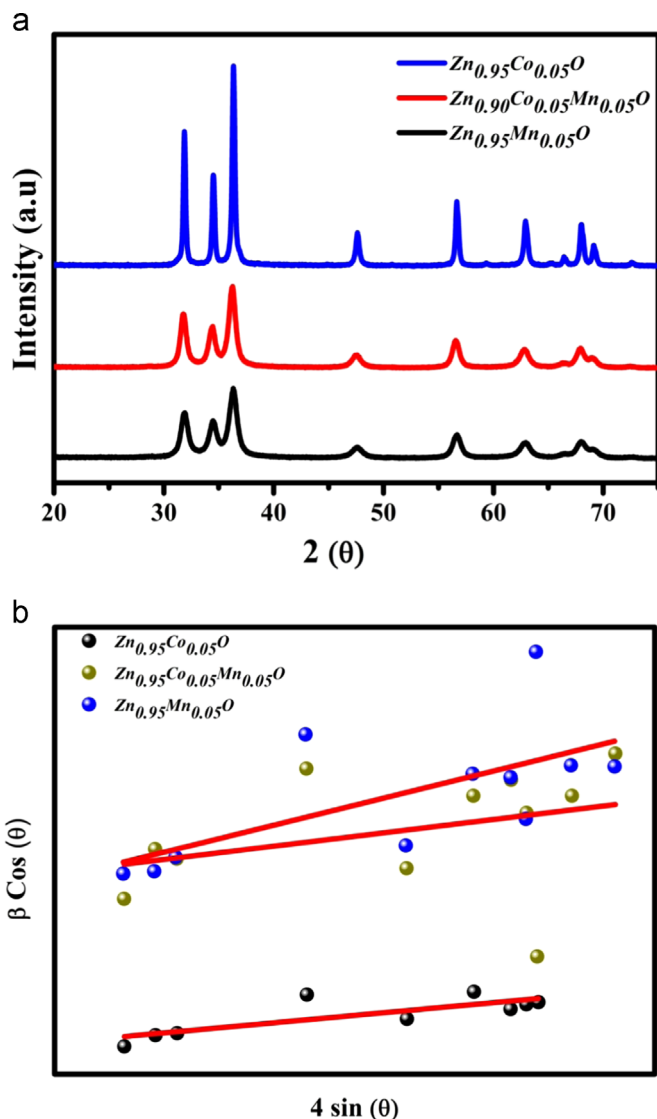 a
Zn0.95Co0.05O
Zn0.90Co0.05Mn0.05O
Zn0.95Mn0.05O
Intensity (a.u)
20 30 40 50 60 70
2 (θ)
b
Zn0.95Co0.05O
Zn0.95Co0.05Mn0.05O
Zn0.95Mn0.05O
β Cos (θ)
4 sin (θ)